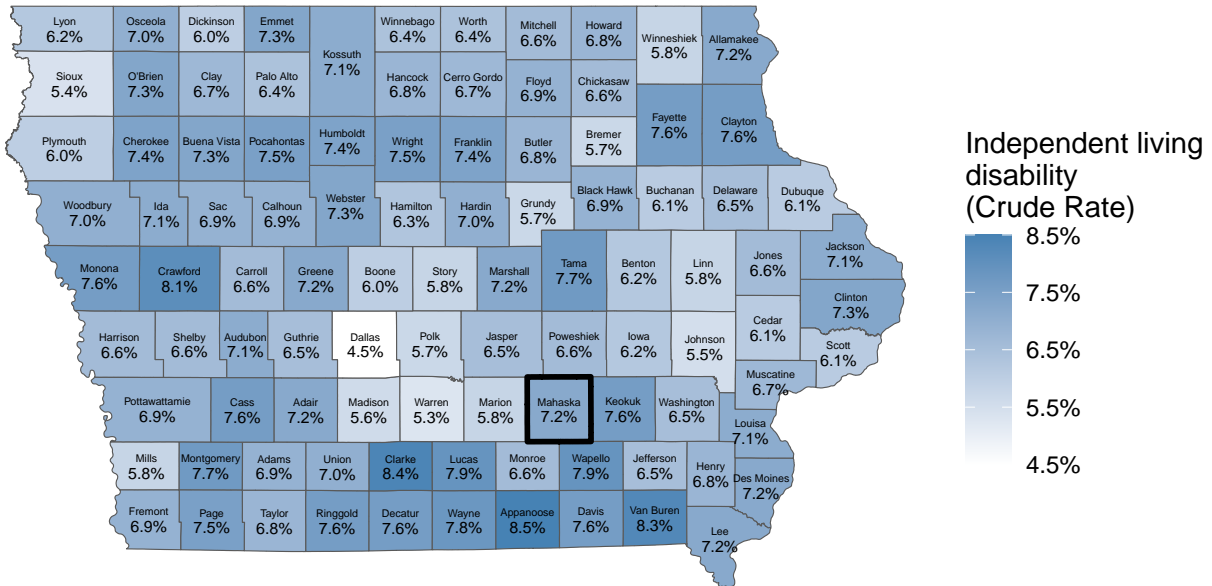 Lyon
6.2%
Osceola
7.0%
Dickinson
6.0%
Emmet
7.3%
Kossuth
7.1%
Winnebago
6.4%
Worth
6.4%
Mitchell
6.6%
Howard
6.8%
Winneshiek
5.8%
Allamakee
7.2%
Sioux
5.4%
O'Brien
7.3%
Clay
6.7%
Palo Alto
6.4%
Hancock
6.8%
Cerro Gordo
6.7%
Floyd
6.9%
Chickasaw
6.6%
Fayette
7.6%
Clayton
7.6%
Plymouth
6.0%
Cherokee
7.4%
Buena Vista
7.3%
Pocahontas
7.5%
Humboldt
7.4%
Wright
7.5%
Franklin
7.4%
Butler
6.8%
Bremer
5.7%
Woodbury
7.0%
Ida
7.1%
Sac
6.9%
Calhoun
6.9%
Webster
7.3%
Hamilton
6.3%
Hardin
7.0%
Grundy
5.7%
Black Hawk
6.9%
Buchanan
6.1%
Delaware
6.5%
Dubuque
6.1%
Monona
7.6%
Crawford
8.1%
Carroll
6.6%
Greene
7.2%
Boone
6.0%
Story
5.8%
Marshall
7.2%
Tama
7.7%
Benton
6.2%
Linn
5.8%
Jones
6.6%
Jackson
7.1%
Clinton
7.3%
Harrison
6.6%
Shelby
6.6%
Audubon
7.1%
Guthrie
6.5%
Dallas
4.5%
Polk
5.7%
Jasper
6.5%
Poweshiek
6.6%
Iowa
6.2%
Johnson
5.5%
Cedar
6.1%
Scott
6.1%
Muscatine
6.7%
Pottawattamie
6.9%
Cass
7.6%
Adair
7.2%
Madison
5.6%
Warren
5.3%
Marion
5.8%
Mahaska
7.2%
Keokuk
7.6%
Washington
6.5%
Louisa
7.1%
Mills
5.8%
Montgomery
7.7%
Adams
6.9%
Union
7.0%
Clarke
8.4%
Lucas
7.9%
Monroe
6.6%
Wapello
7.9%
Jefferson
6.5%
Henry
6.8%
Des Moines
7.2%
Fremont
6.9%
Page
7.5%
Taylor
6.8%
Ringgold
7.6%
Decatur
7.6%
Wayne
7.8%
Appanoose
8.5%
Davis
7.6%
Van Buren
8.3%
Lee
7.2%
Independent living
disability
(Crude Rate)
8.5%
7.5%
6.5%
5.5%
4.5%